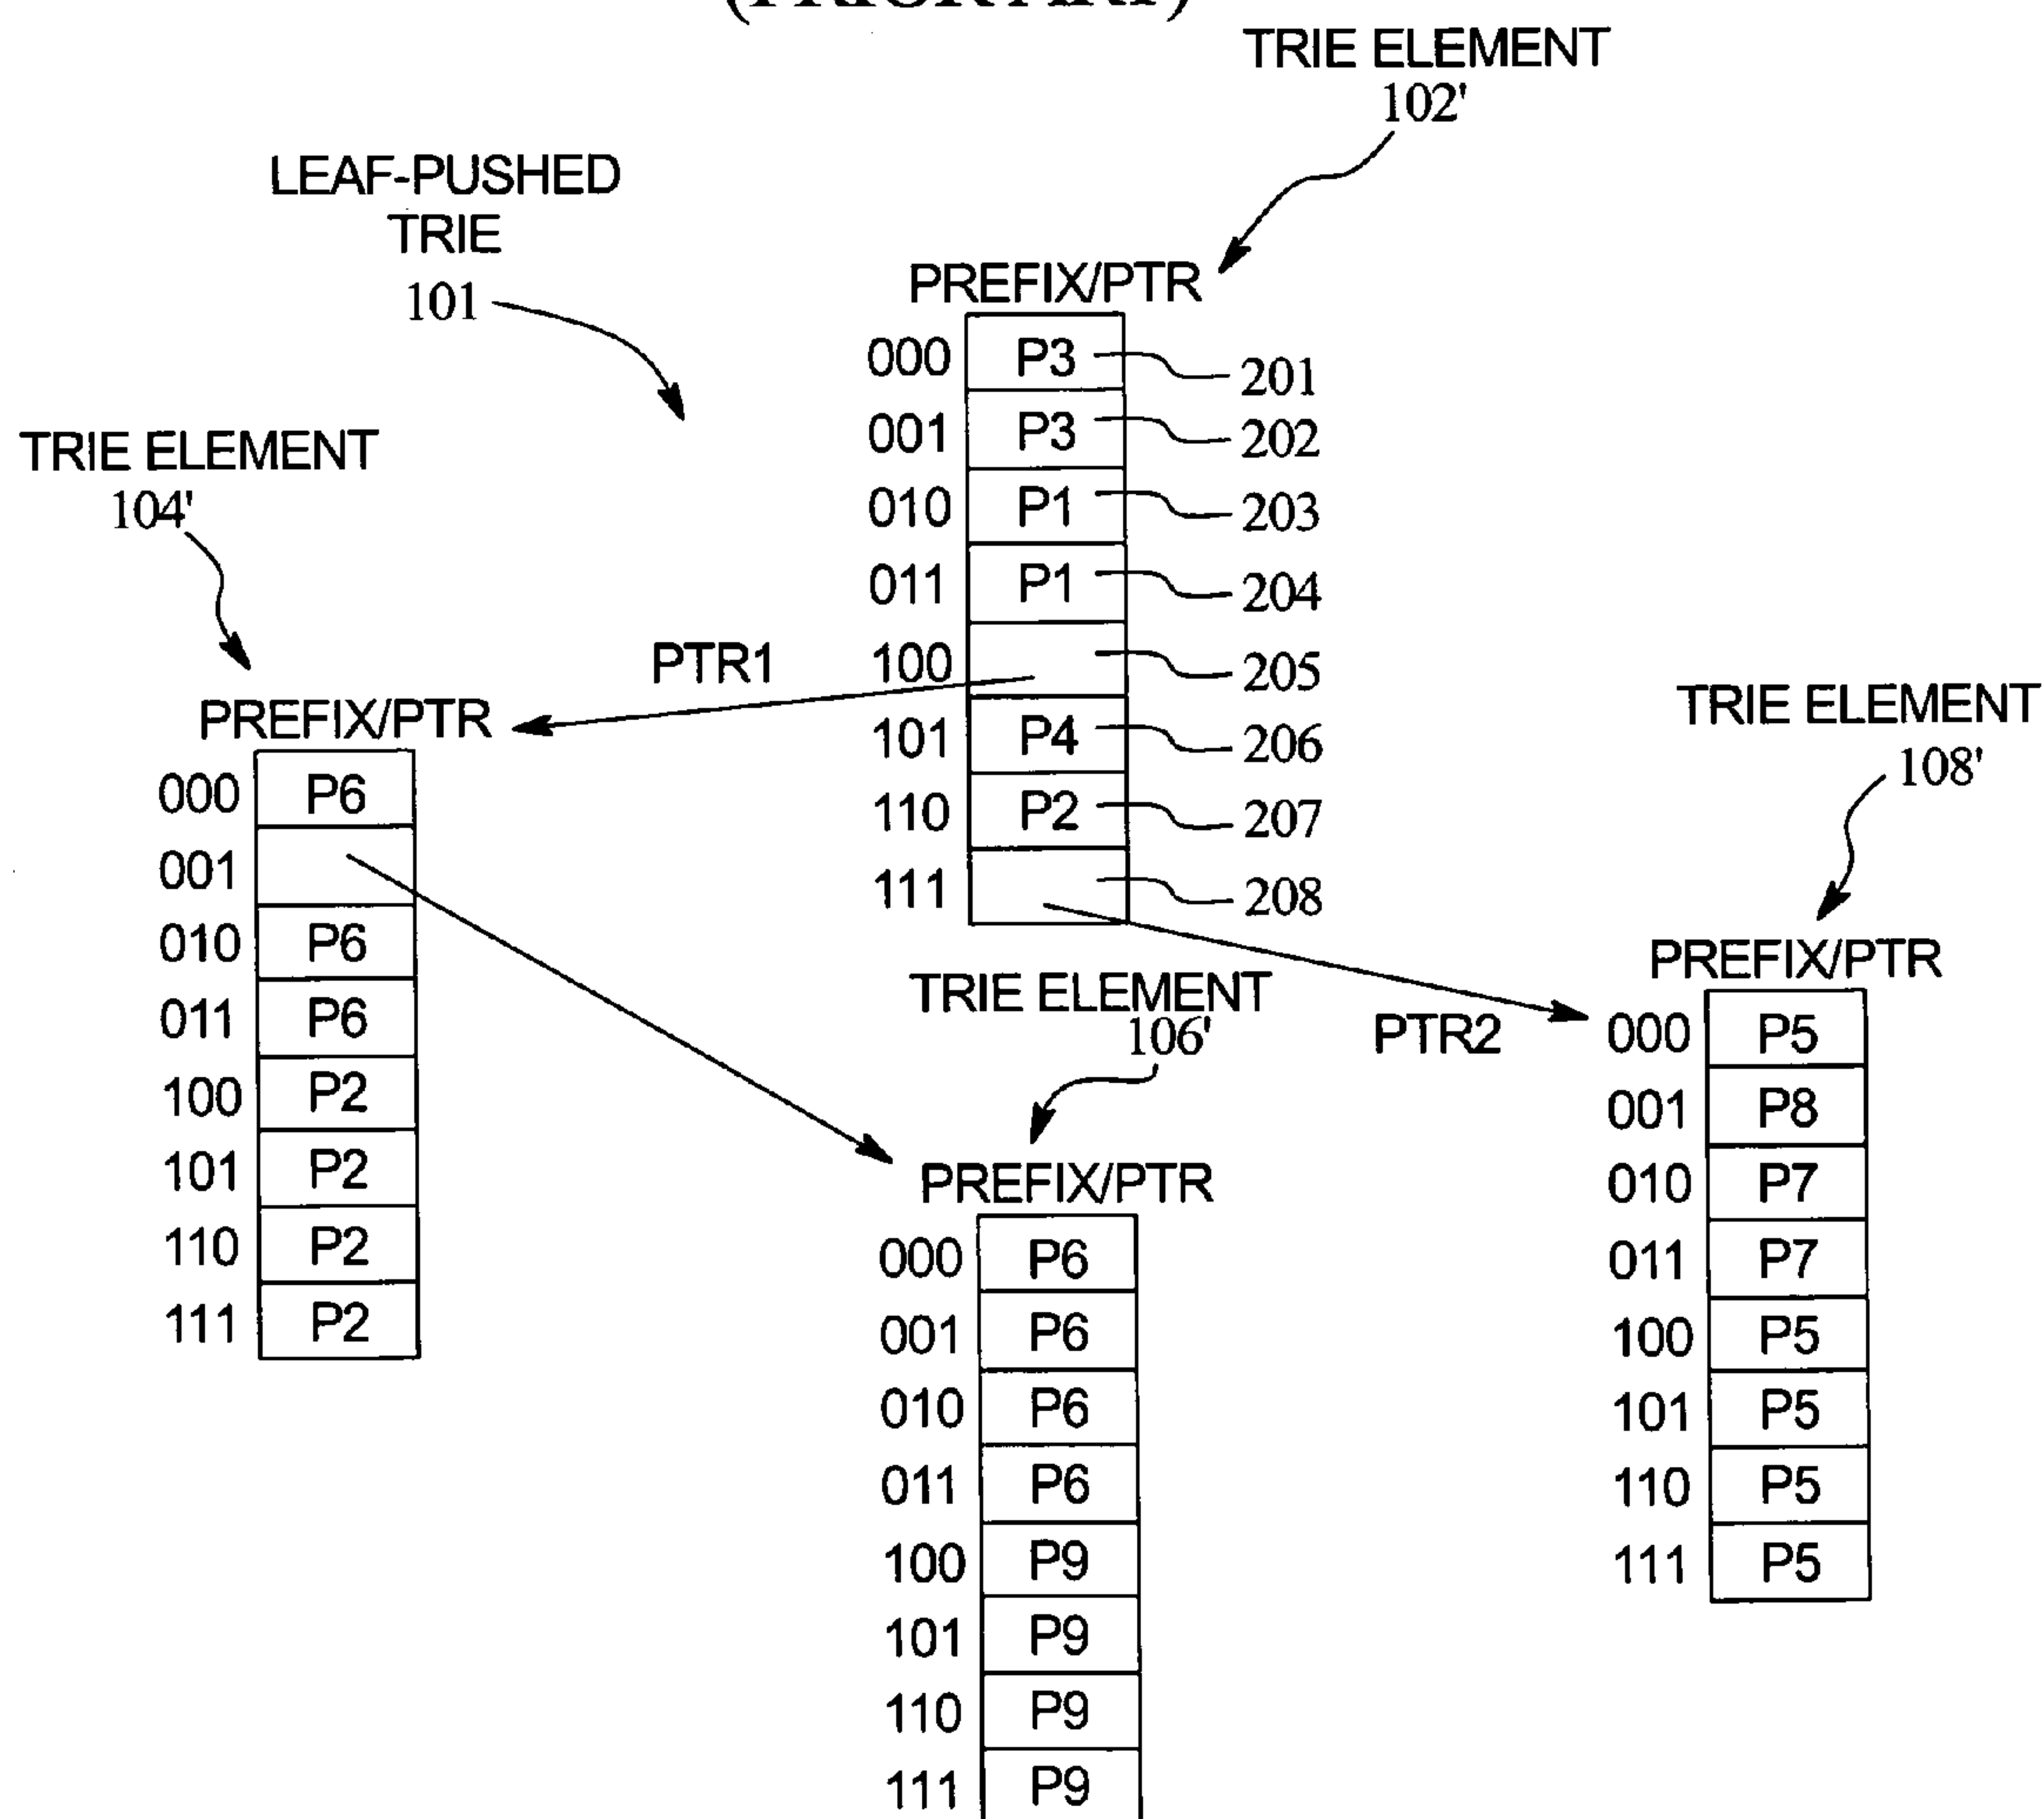 TRIE ELEMENT
102'
LEAF-PUSHED
TRIE
101
PREFIX/PTR
000 P3 201
001 P3 202
010 P1 203
011 P1 204
100 205
101 P4 206
110 P2 207
111 208
TRIE ELEMENT
104'
PTR1
PREFIX/PTR
000 P6
001
010 P6
011 P6
100 P2
101 P2
110 P2
111 P2
TRIE ELEMENT
106'
PREFIX/PTR
000 P6
001 P6
010 P6
011 P6
100 P9
101 P9
110 P9
111 P9
TRIE ELEMENT
108'
PTR2
PREFIX/PTR
000 P5
001 P8
010 P7
011 P7
100 P5
101 P5
110 P5
111 P5